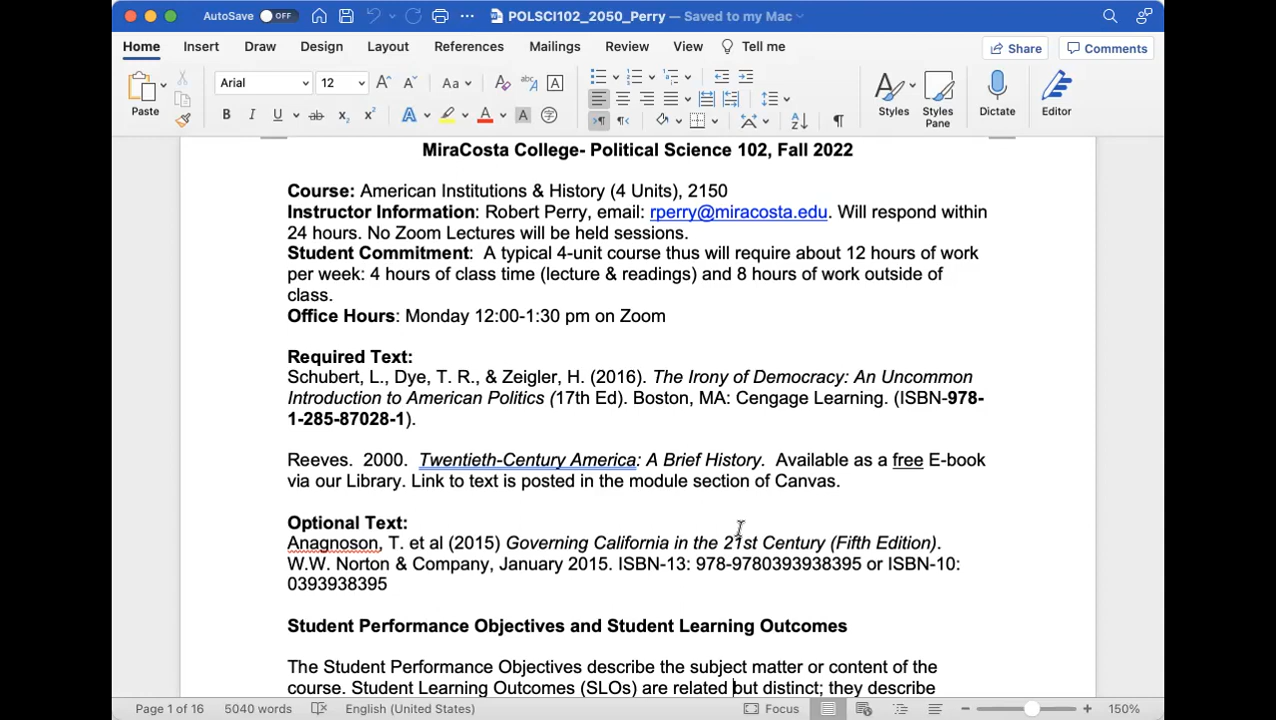 AutoSave OFF POLSCI102_2050_Perry — Saved to my Mac
Home Insert Draw Design Layout References Mailings Review View Tell me Share Comments
Arial 12 Aa abc A
Paste B I U ab x2 x2 A A A Styles Styles Pane Dictate Editor
MiraCosta College- Political Science 102, Fall 2022
Course: American Institutions & History (4 Units), 2150
Instructor Information: Robert Perry, email: rperry@miracosta.edu. Will respond within
24 hours. No Zoom Lectures will be held sessions.
Student Commitment:  A typical 4-unit course thus will require about 12 hours of work
per week: 4 hours of class time (lecture & readings) and 8 hours of work outside of
class.
Office Hours: Monday 12:00-1:30 pm on Zoom
Required Text:
Schubert, L., Dye, T. R., & Zeigler, H. (2016). The Irony of Democracy: An Uncommon
Introduction to American Politics (17th Ed). Boston, MA: Cengage Learning. (ISBN-978-
1-285-87028-1).
Reeves.  2000.  Twentieth-Century America: A Brief History.  Available as a free E-book
via our Library. Link to text is posted in the module section of Canvas.
Optional Text:
Anagnoson, T. et al (2015) Governing California in the 21st Century (Fifth Edition).
W.W. Norton & Company, January 2015. ISBN-13: 978-9780393938395 or ISBN-10:
0393938395
Student Performance Objectives and Student Learning Outcomes
The Student Performance Objectives describe the subject matter or content of the
course. Student Learning Outcomes (SLOs) are related but distinct; they describe
Page 1 of 16 5040 words English (United States) Focus 150%